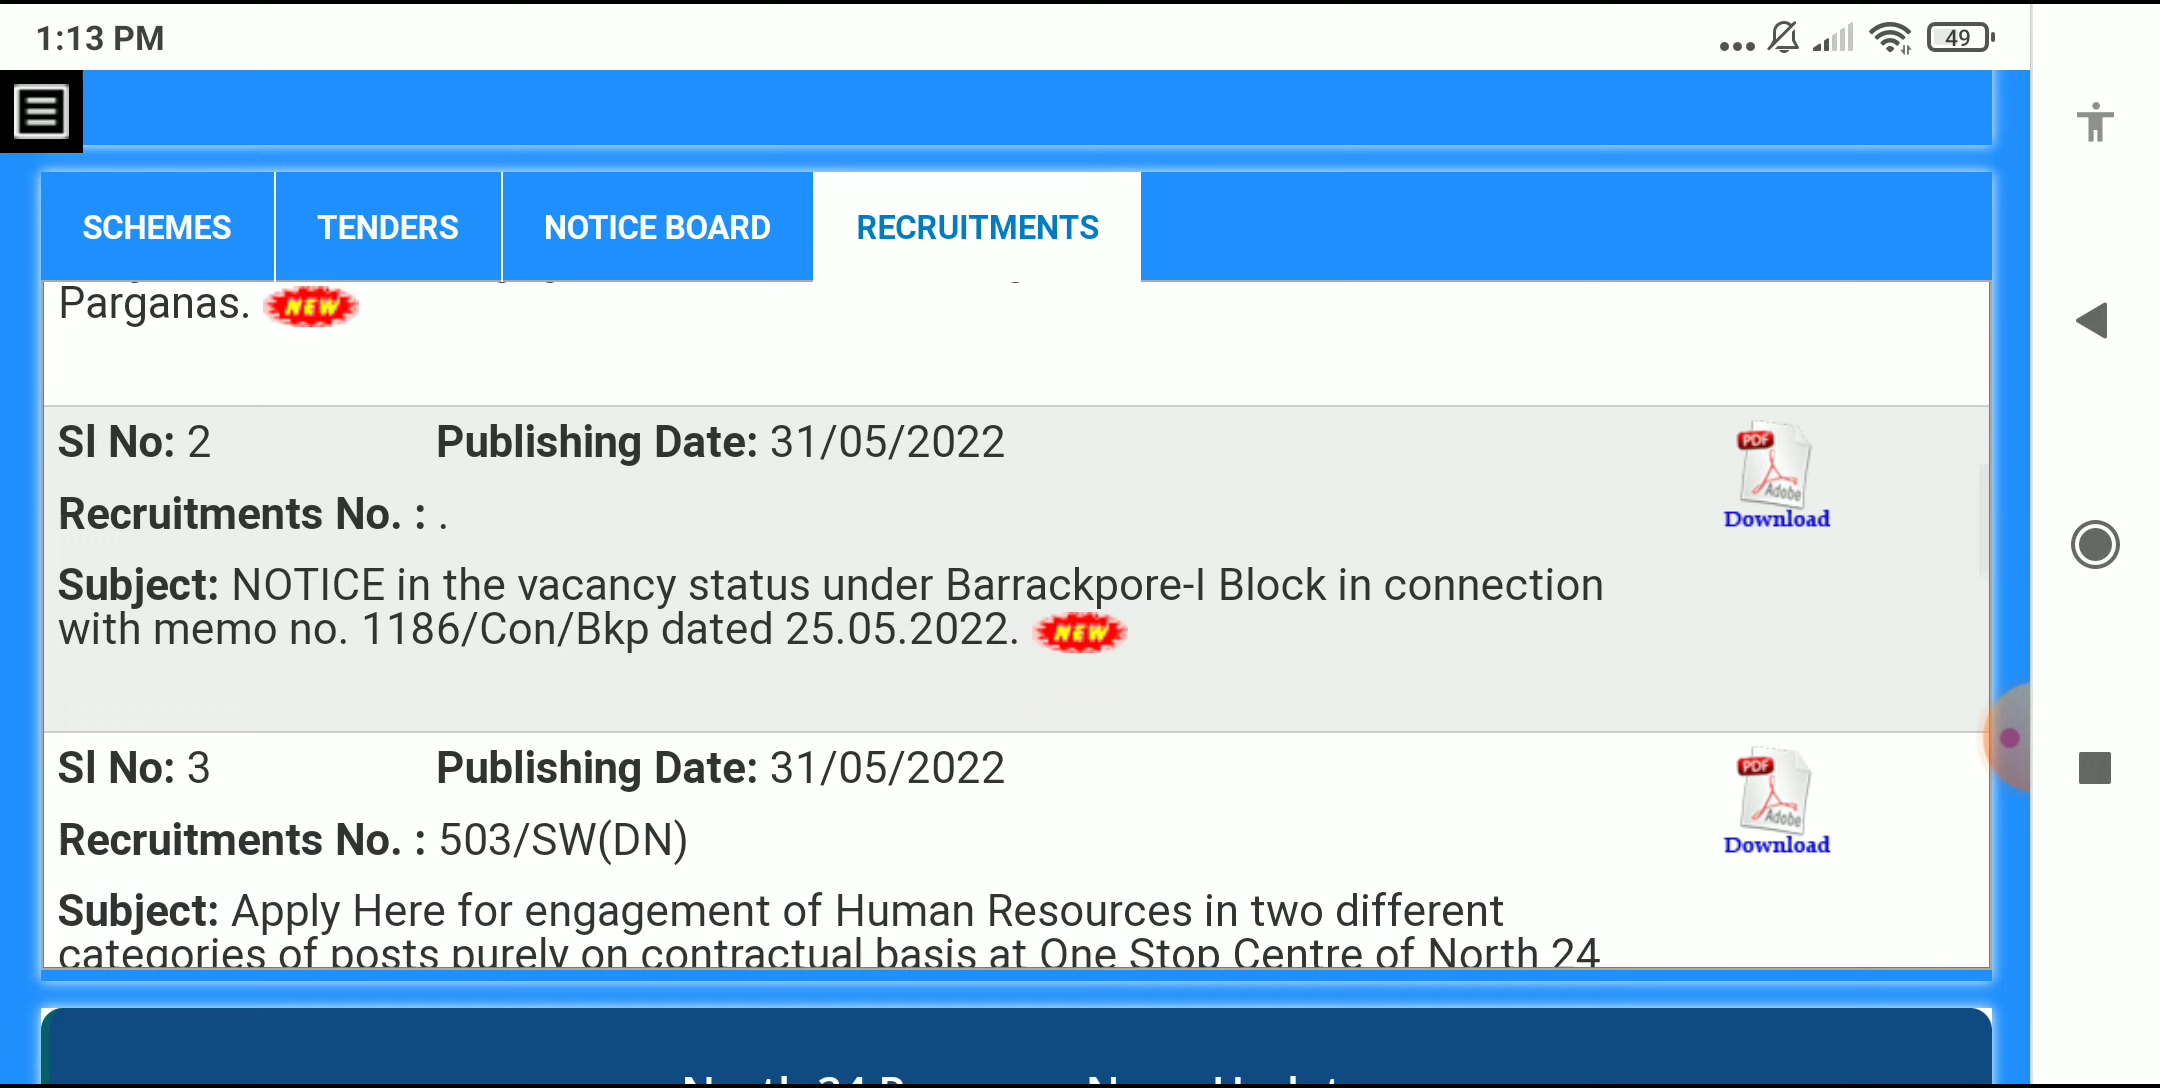 1:13 PM
49
SCHEMES TENDERS NOTICE BOARD RECRUITMENTS
Parganas. NEW
Sl No: 2 Publishing Date: 31/05/2022
PDF
Adobe
Download
Recruitments No. : .
Subject: NOTICE in the vacancy status under Barrackpore-I Block in connection
with memo no. 1186/Con/Bkp dated 25.05.2022. NEW
Sl No: 3 Publishing Date: 31/05/2022
PDF
Adobe
Download
Recruitments No. : 503/SW(DN)
Subject: Apply Here for engagement of Human Resources in two different
categories of posts purely on contractual basis at One Stop Centre of North 24